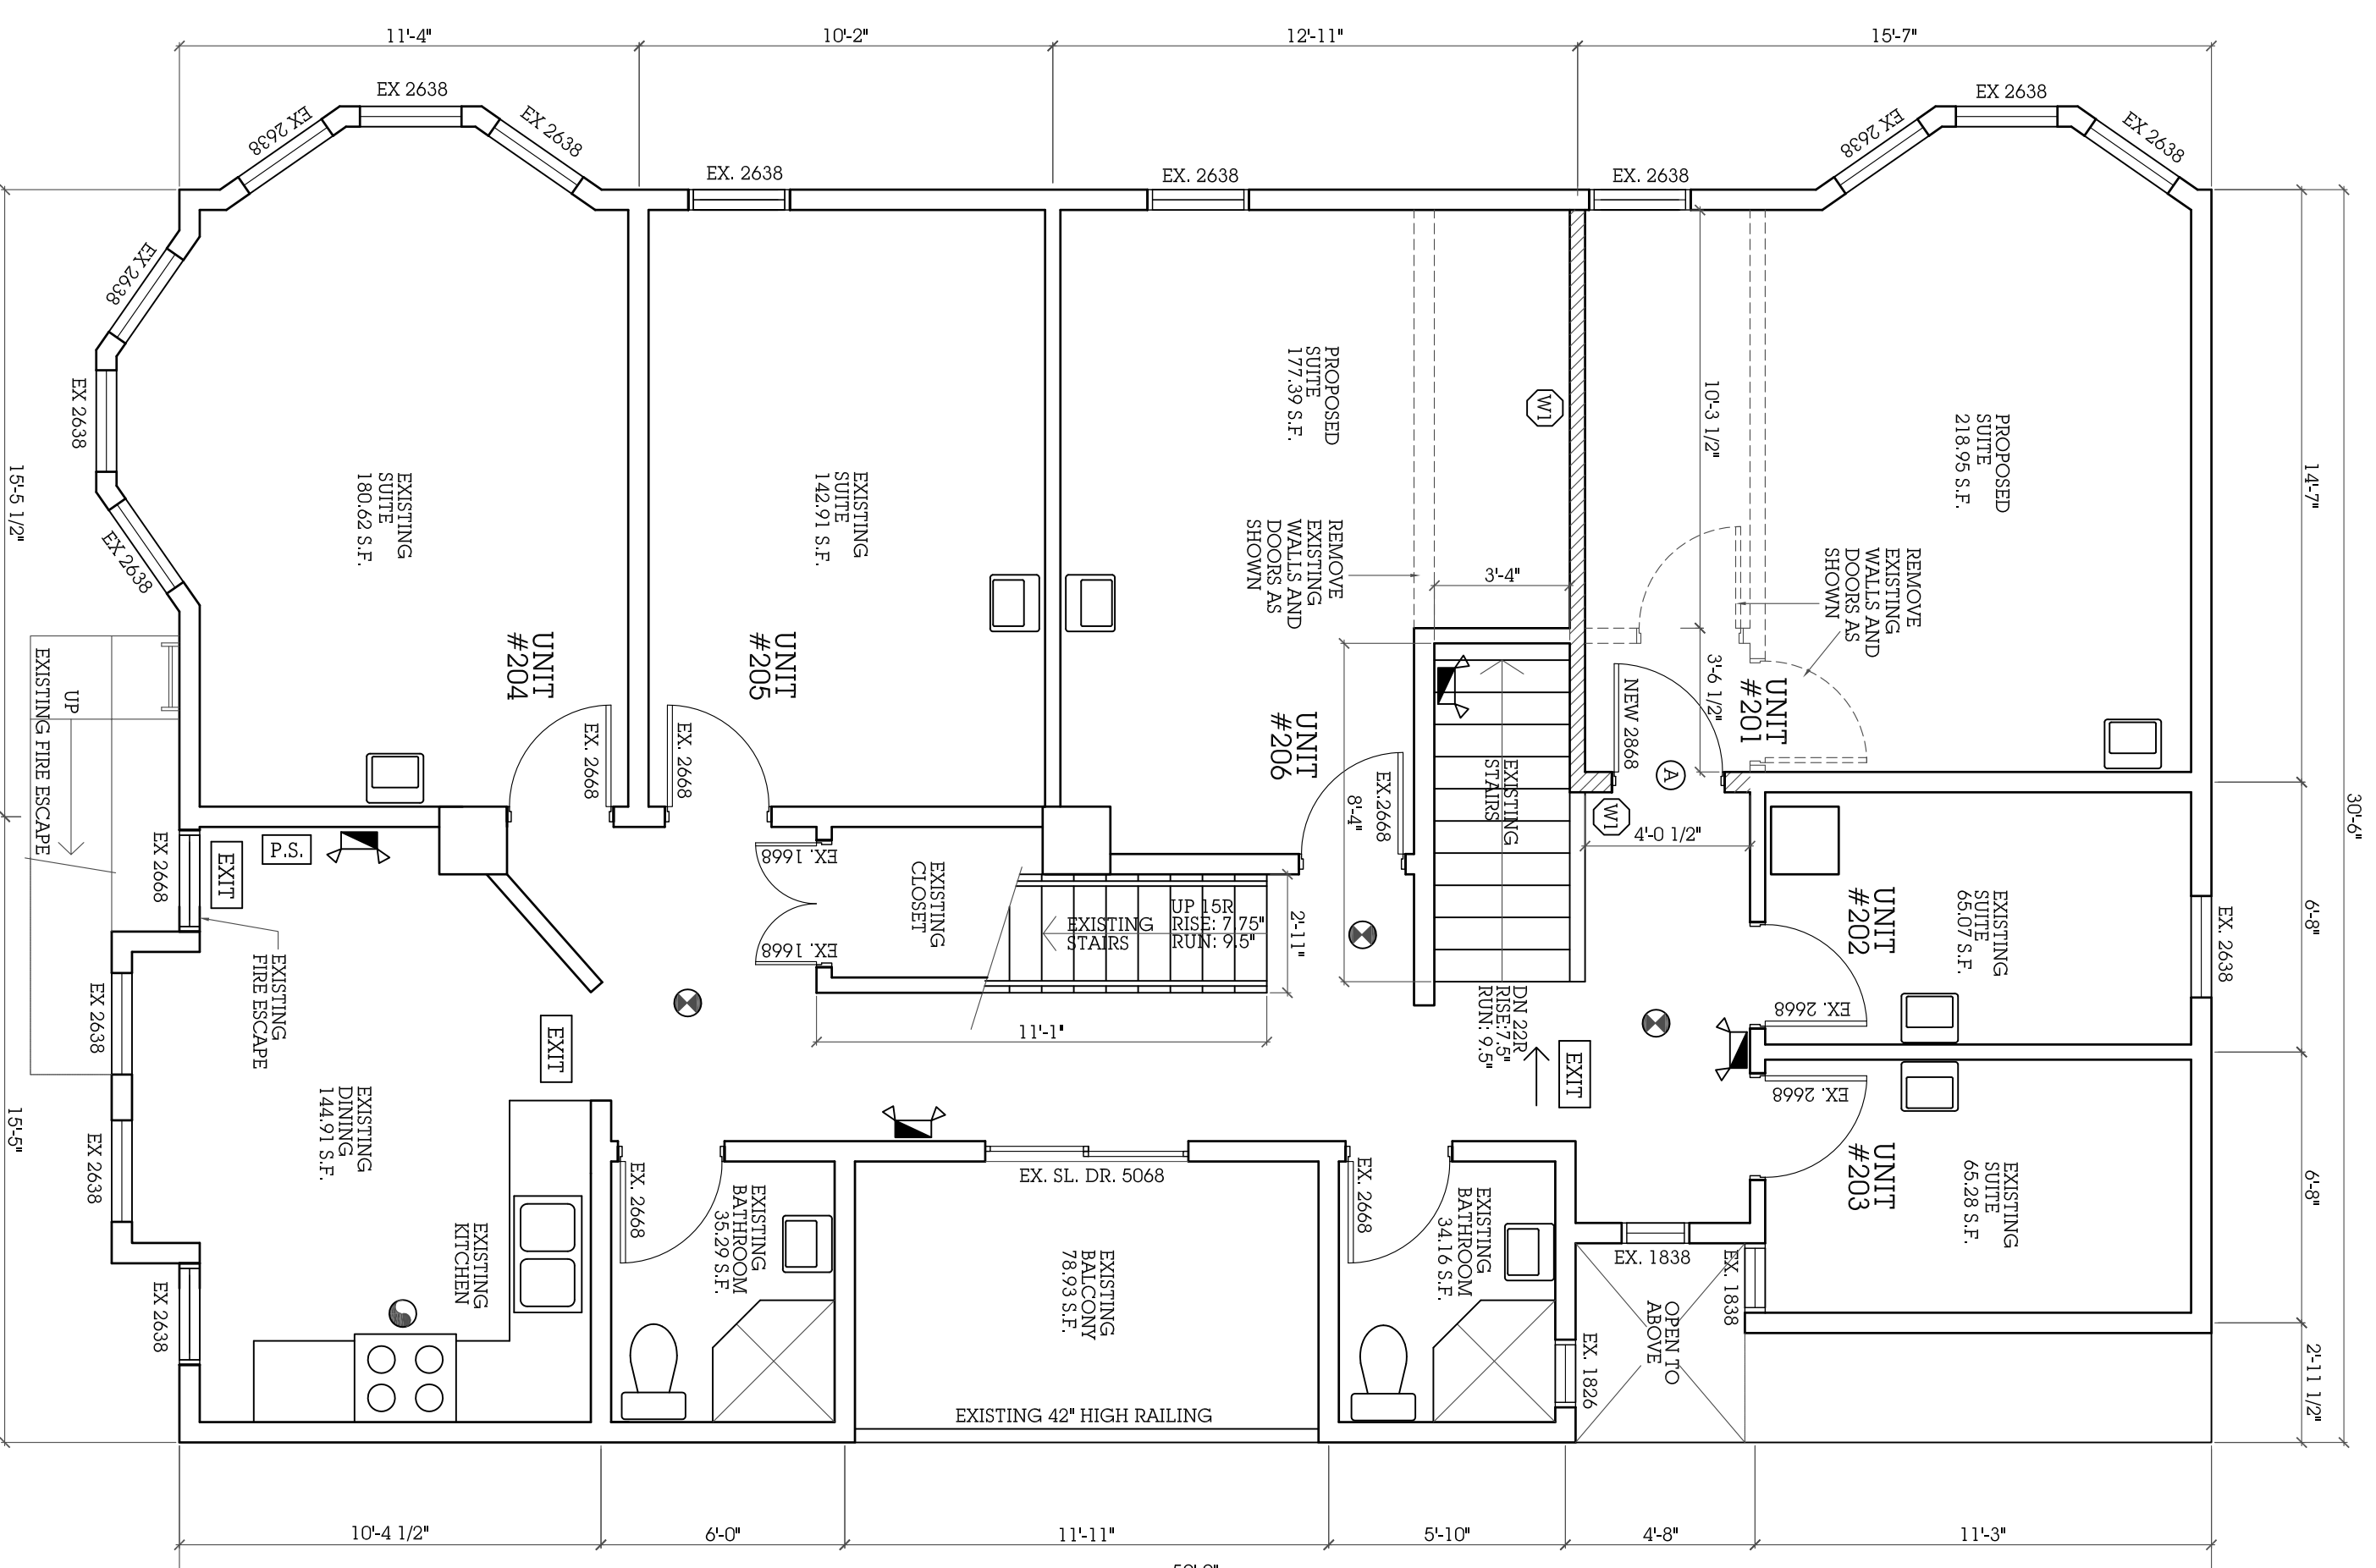 11'-4"
10'-2"
12'-11"
15'-7"
EX 2638
EX 2638
EX 2638
EX. 2638
EX. 2638
EX. 2638
EX 2638
EX 2638
EX 2638
EX 2638
EX 2638
EX 2638
15'-5 1/2"
15'-5"
EXISTING
SUITE
180.62 S.F.
UNIT
#204
EX. 2668
EXISTING
SUITE
142.91 S.F.
UNIT
#205
EX. 2668
PROPOSED
SUITE
177.39 S.F.
REMOVE
EXISTING
WALLS AND
DOORS AS
SHOWN
W1
3'-4"
UNIT
#206
EX.2668
8'-4"
EXISTING
STAIRS
10'-3 1/2"
3'-6 1/2"
PROPOSED
SUITE
218.95 S.F.
REMOVE
EXISTING
WALLS AND
DOORS AS
SHOWN
UNIT
#201
NEW 2868
A
W1
4'-0 1/2"
14'-7"
30'-6"
6'-8"
6'-8"
2'-11 1/2"
EXISTING FIRE ESCAPE
UP
EX 2668
EXIT
P.S.
EXISTING
FIRE ESCAPE
EX 2638
EX 2638
EX 2638
EXISTING
DINING
144.91 S.F.
EXIT
EXISTING
KITCHEN
EX. 1668
EX. 1668
EXISTING
CLOSET
EXISTING
STAIRS
UP 15R
RISE: 7.75"
RUN: 9.5"
2'-11"
11'-1"
DN 22R
RISE:7.5"
RUN: 9.5"
EXIT
UNIT
#202
EXISTING
SUITE
65.07 S.F.
EX. 2638
EX. 2668
EX. 2668
UNIT
#203
EXISTING
SUITE
65.28 S.F.
EX. 2668
EXISTING
BATHROOM
35.29 S.F.
EX. SL. DR. 5068
EXISTING
BALCONY
78.93 S.F.
EXISTING 42" HIGH RAILING
EX. 2668
EXISTING
BATHROOM
34.16 S.F.
EX. 1838
EX. 1838
EX. 1826
OPEN TO
ABOVE
10'-4 1/2"
6'-0"
11'-11"
5'-10"
4'-8"
11'-3"